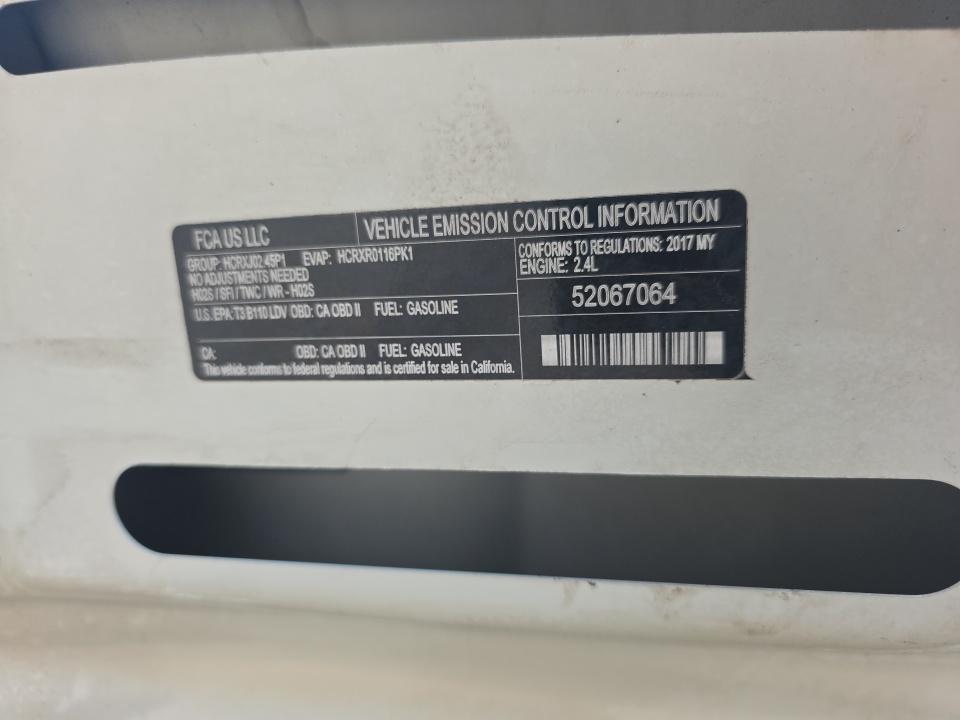 FCA US LLC
VEHICLE EMISSION CONTROL INFORMATION
GROUP: HCRXJ02.45P1 EVAP: HCRXR0116PK1
NO ADJUSTMENTS NEEDED
H02S / SFI / TWC / WR - H02S
U.S. EPA: T3 B110 LDV OBD: CA OBD II FUEL: GASOLINE
CA: OBD: CA OBD II FUEL: GASOLINE
This vehicle conforms to federal regulations and is certified for sale in California.
CONFORMS TO REGULATIONS: 2017 MY
ENGINE: 2.4L
52067064